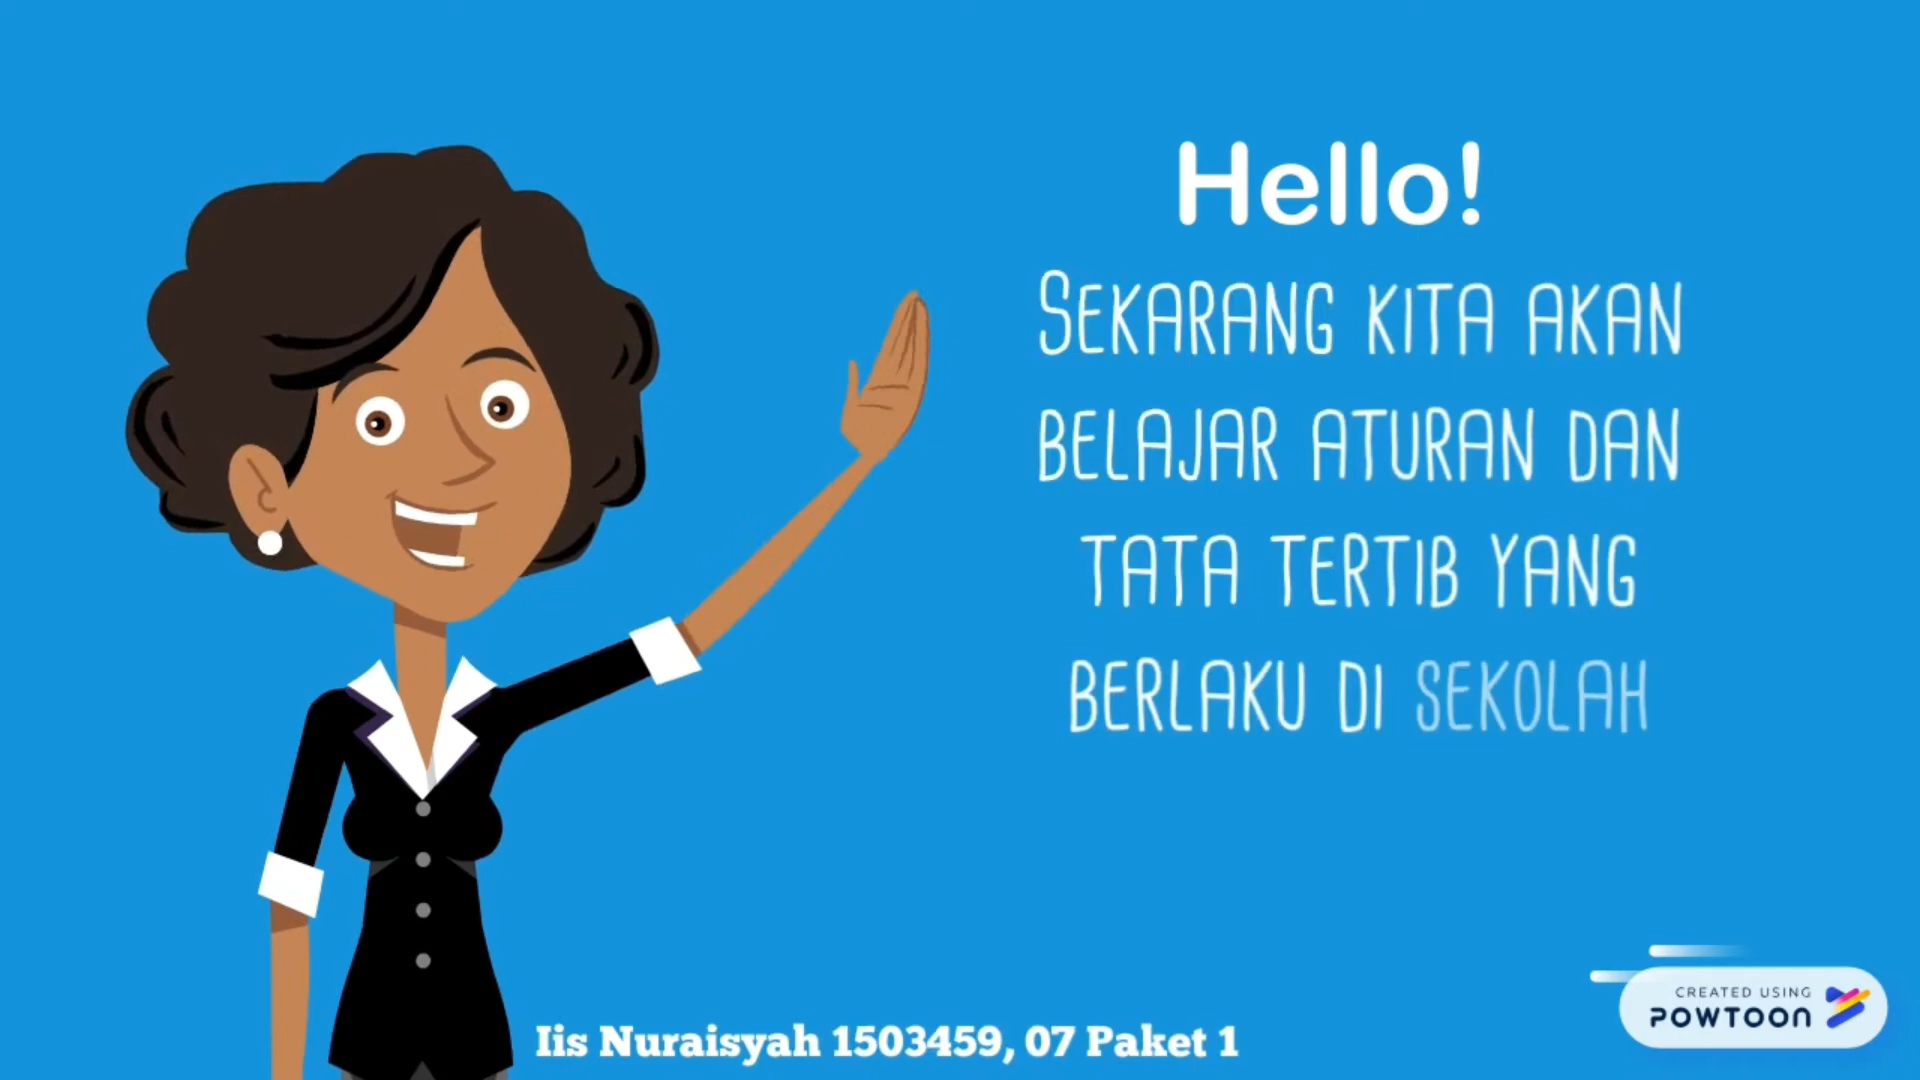 Hello!
SEKARANG KITA AKAN
BELAJAR ATURAN DAN
TATA TERTIB YANG
BERLAKU DI SEKOLAH
CREATED USING
POWTOON
Iis Nuraisyah 1503459, 07 Paket 1